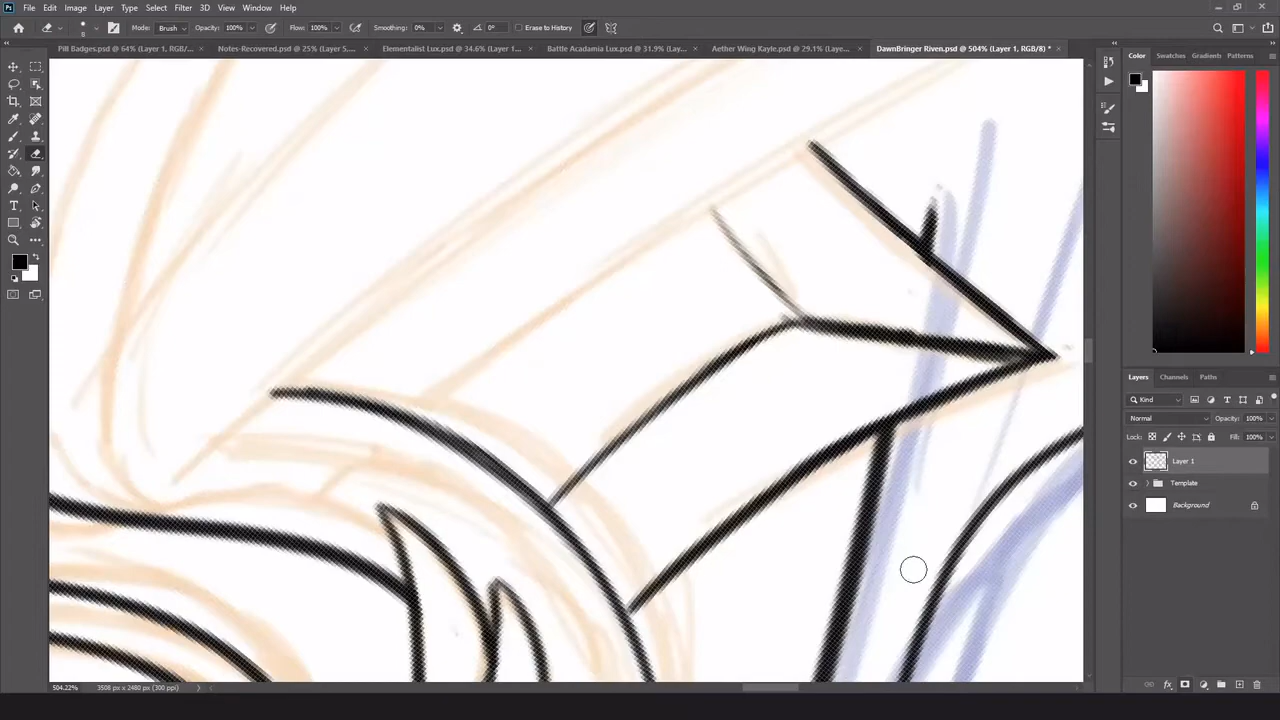 File Edit Image Layer Type Select Filter 3D View Window Help
Mode: Brush Opacity: 100% Flow: 100% Smoothing: 0% 0° Erase to History
8
Pill Badges.psd @ 64% (Layer 1, RGB/... × Notes-Recovered.psd @ 25% (Layer 5,... × Elementalist Lux.psd @ 34.6% (Layer 1... × Battle Acadamia Lux.psd @ 31.9% (Lay... × Aether Wing Kayle.psd @ 29.1% (Layer... × DawnBringer Riven.psd @ 504% (Layer 1, RGB/8) * ×
Color Swatches Gradients Patterns
Layers Channels Paths
Kind
Normal Opacity: 100%
Lock: Fill: 100%
Layer 1
Template
Background
504.22% 3508 px x 2480 px (300 ppi)